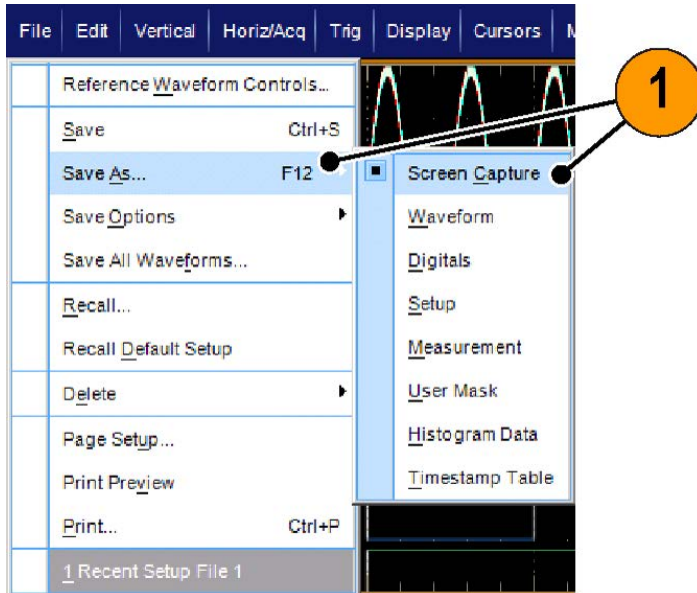 File Edit Vertical Horiz/Acq Trig Display Cursors
1
Reference Waveform Controls...
Save Ctrl+S
Save As... F12
Save Options
Save All Waveforms...
Recall...
Recall Default Setup
Delete
Page Setup...
Print Preview
Print... Ctrl+P
1 Recent Setup File 1
Screen Capture
Waveform
Digitals
Setup
Measurement
User Mask
Histogram Data
Timestamp Table